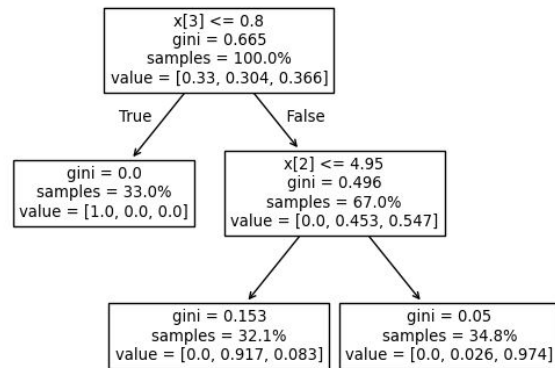 x[3] <= 0.8
gini = 0.665
samples = 100.0%
value = [0.33, 0.304, 0.366]
True
False
gini = 0.0
samples = 33.0%
value = [1.0, 0.0, 0.0]
x[2] <= 4.95
gini = 0.496
samples = 67.0%
value = [0.0, 0.453, 0.547]
gini = 0.153
samples = 32.1%
value = [0.0, 0.917, 0.083]
gini = 0.05
samples = 34.8%
value = [0.0, 0.026, 0.974]